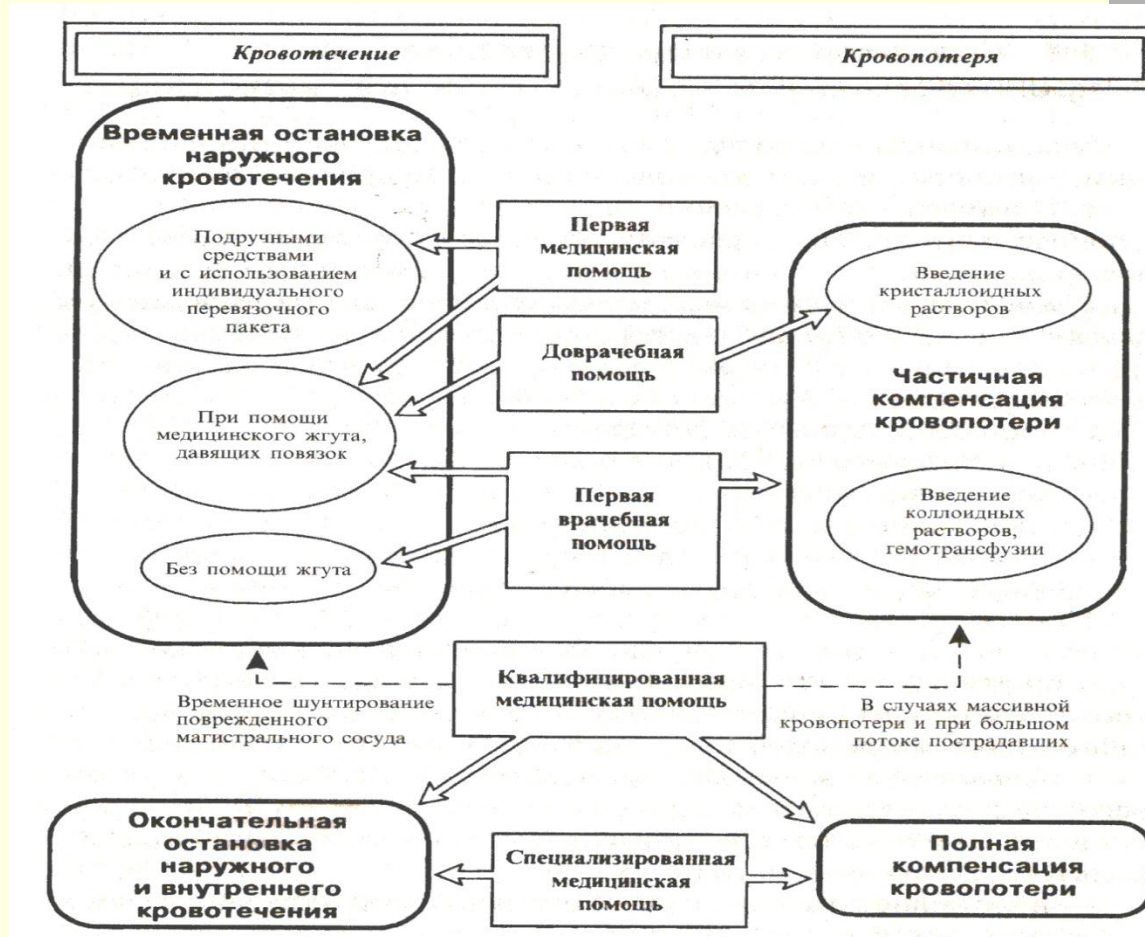 Кровотечение
Кровопотеря
Временная остановка
наружного
кровотечения
Подручными
средствами
и с использованием
индивидуального
перевязочного
пакета
При помощи
медицинского жгута,
давящих повязок
Без помощи жгута
Первая
медицинская
помощь
Доврачебная
помощь
Первая
врачебная
помощь
Введение
кристаллоидных
растворов
Частичная
компенсация
кровопотери
Введение
коллоидных
растворов,
гемотрансфузии
Квалифицированная
медицинская помощь
Временное шунтирование
поврежденного
магистрального сосуда
В случаях массивной
кровопотери и при большом
потоке пострадавших
Окончательная
остановка
наружного
и внутреннего
кровотечения
Специализированная
медицинская
помощь
Полная
компенсация
кровопотери